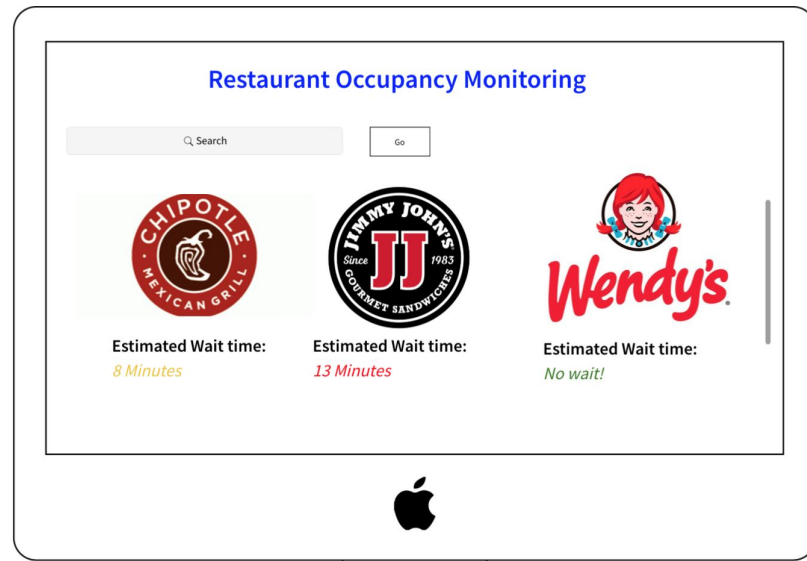 Restaurant Occupancy Monitoring
Search
Go
CHIPOTLE
MEXICAN GRILL
JIMMY JOHN'S
Since JJ 1983
GOURMET SANDWICHES
Wendy's
Estimated Wait time:
8 Minutes
Estimated Wait time:
13 Minutes
Estimated Wait time:
No wait!